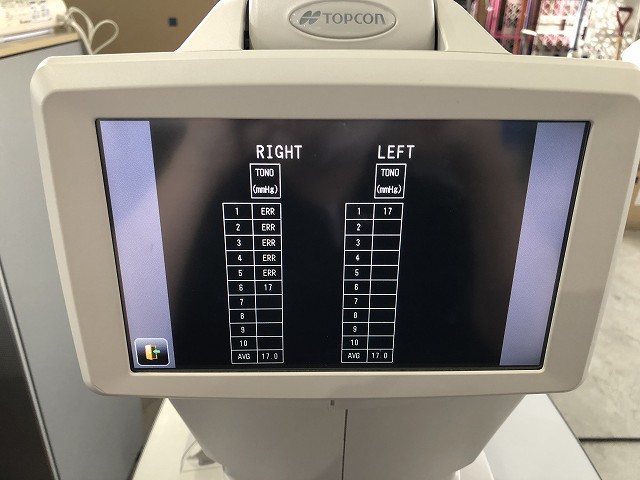 TOPCON
RIGHT LEFT
TONO TONO
(mmHg) (mmHg)
1 ERR 1 17
2 ERR 2
3 ERR 3
4 ERR 4
5 ERR 5
6 17 6
7 7
8 8
9 9
10 10
AVG 17.0 AVG 17.0